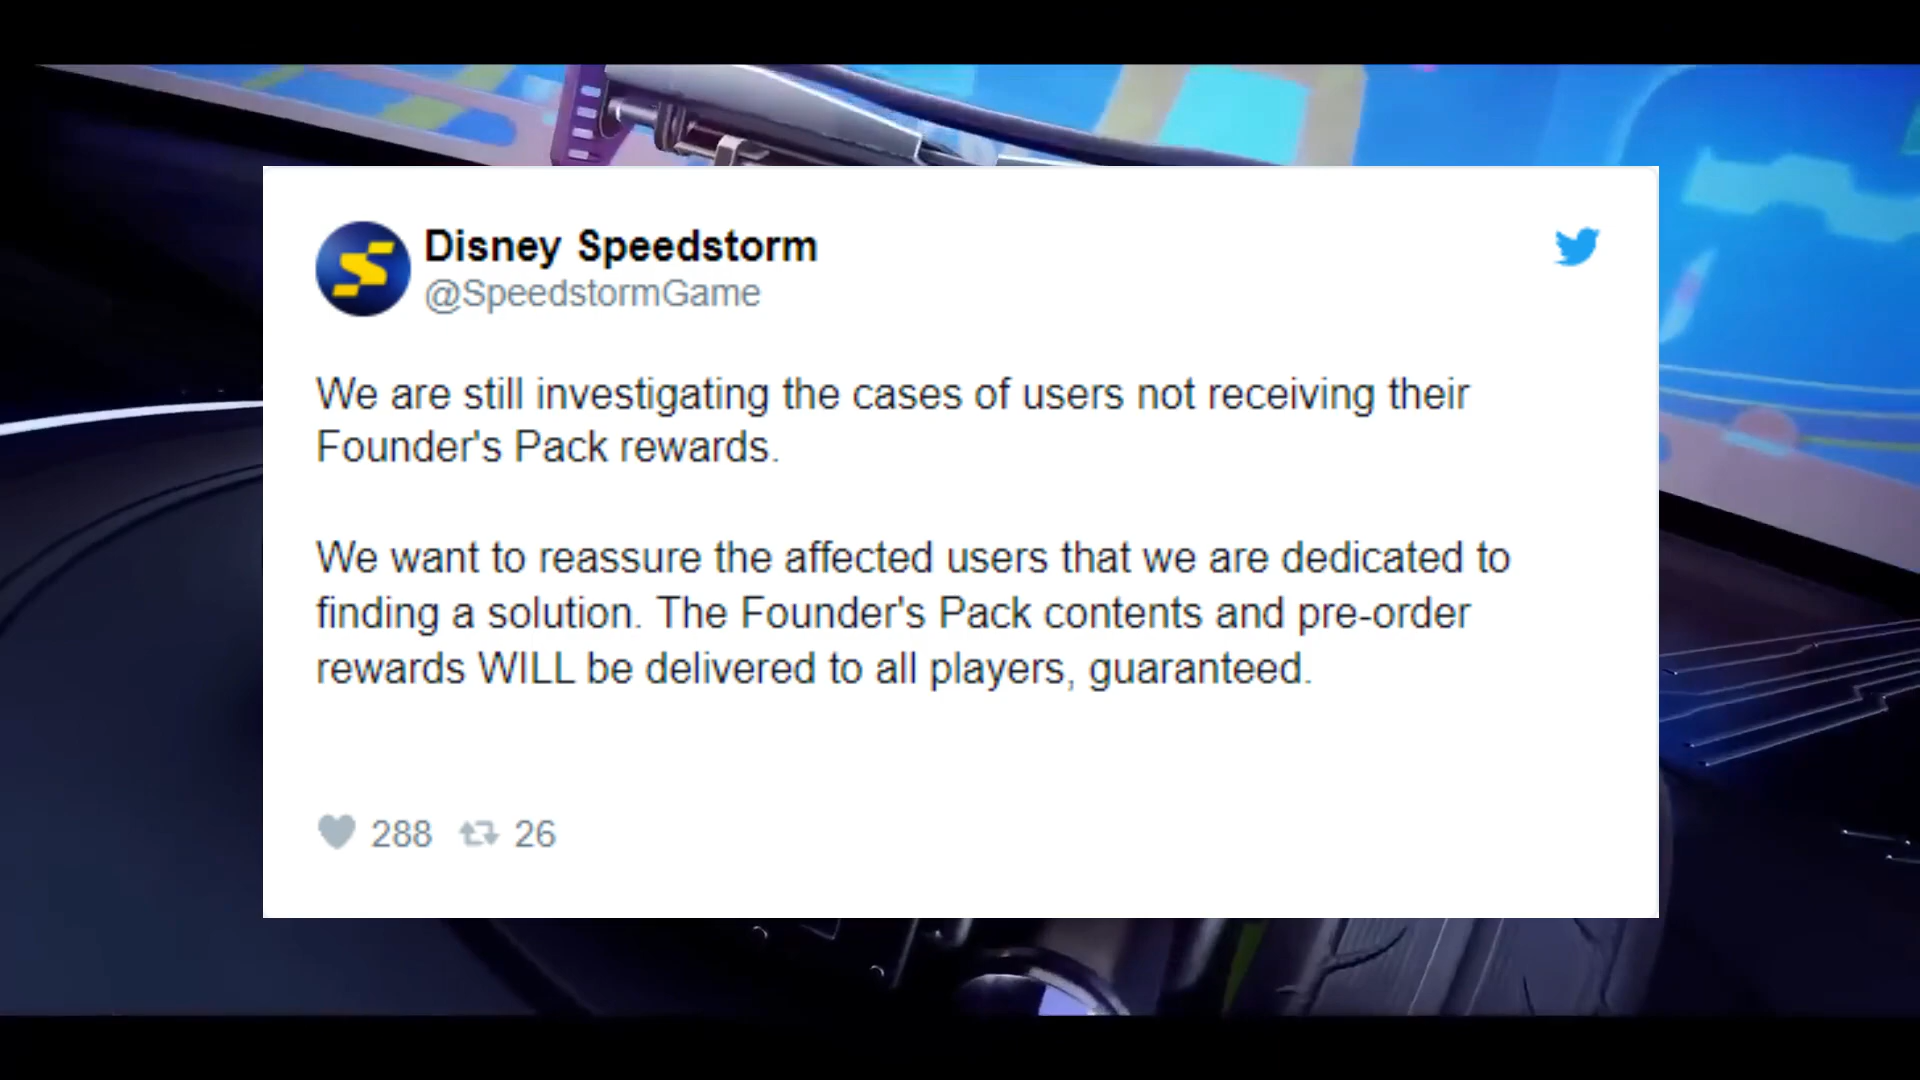 Disney Speedstorm
@SpeedstormGame
We are still investigating the cases of users not receiving their
Founder's Pack rewards.
We want to reassure the affected users that we are dedicated to
finding a solution. The Founder's Pack contents and pre-order
rewards WILL be delivered to all players, guaranteed.
288 26